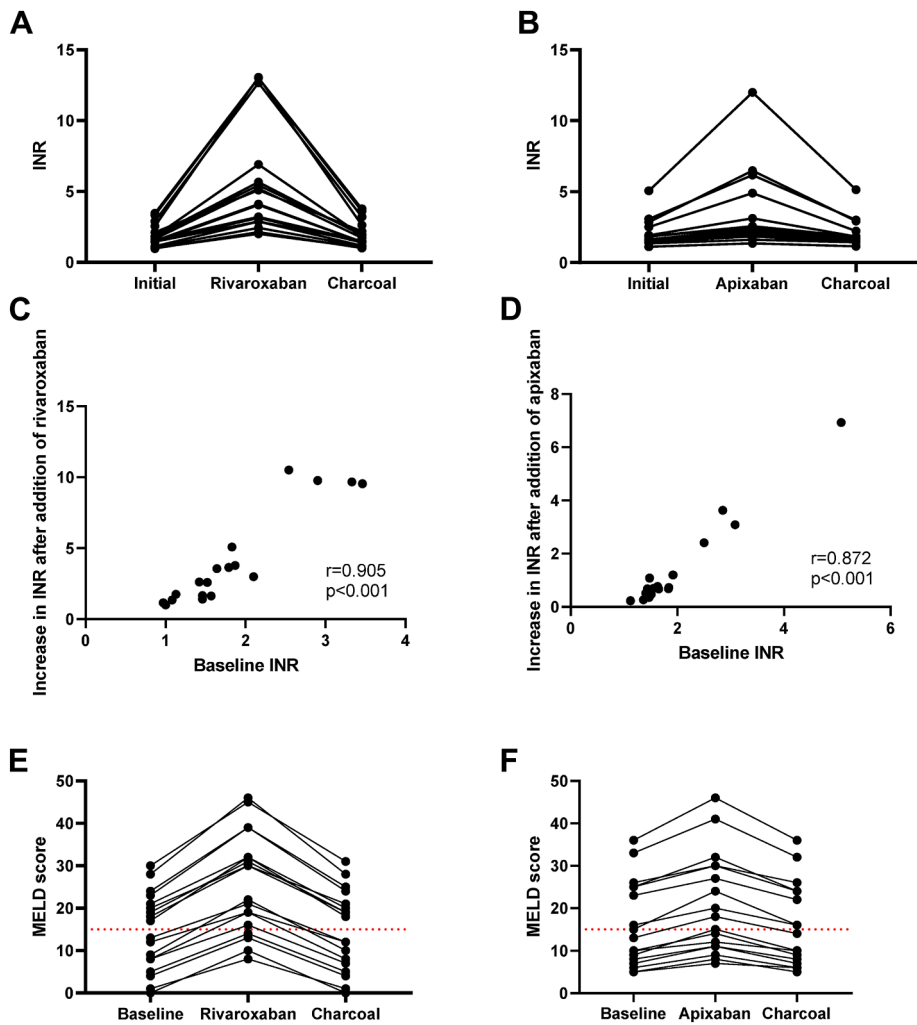 A
INR
15
10
5
0
Initial
Rivaroxaban
Charcoal
B
INR
15
10
5
0
Initial
Apixaban
Charcoal
C
Increase in INR after addition of rivaroxaban
15
10
5
0
r=0.905
p<0.001
0
1
2
3
4
Baseline INR
D
Increase in INR after addition of apixaban
8
6
4
2
0
r=0.872
p<0.001
0
2
4
6
Baseline INR
E
MELD score
50
40
30
20
10
0
Baseline
Rivaroxaban
Charcoal
F
MELD score
50
40
30
20
10
0
Baseline
Apixaban
Charcoal